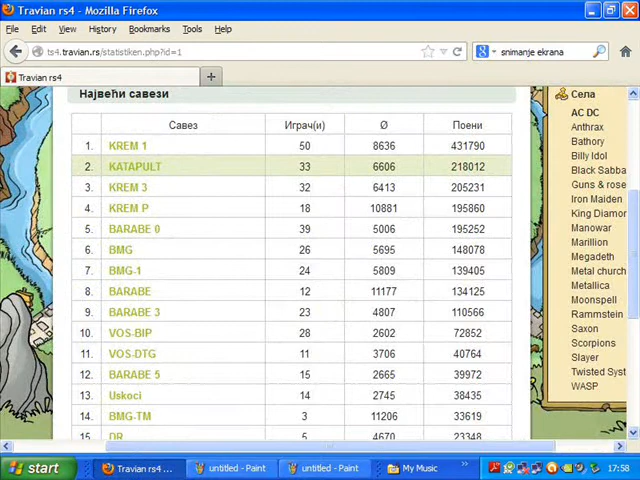 Travian rs4 - Mozilla Firefox
File Edit View History Bookmarks Tools Help
ts4.travian.rs/statistiken.php?id=1
snimanje ekrana
Travian rs4
Највећи савези
Савез Играч(и) Ø Поени
1. KREM 1 50 8636 431790
2. KATAPULT 33 6606 218012
3. KREM 3 32 6413 205231
4. KREM P 18 10881 195860
5. BARABE 0 39 5006 195252
6. BMG 26 5695 148078
7. BMG-1 24 5809 139405
8. BARABE 12 11177 134125
9. BARABE 3 23 4807 110566
10. VOS-BIP 28 2602 72852
11. VOS-DTG 11 3706 40764
12. BARABE 5 15 2665 39972
13. Uskoci 14 2745 38435
14. BMG-TM 3 11206 33619
15. DR 5 4670 23348
Села
AC DC
Anthrax
Bathory
Billy Idol
Black Sabba
Guns & rose
Iron Maiden
King Diamor
Manowar
Marillion
Megadeth
Metal church
Metallica
Moonspell
Rammstein
Saxon
Scorpions
Slayer
Twisted Syst
WASP
start
Travian rs4 ...
untitled - Paint
untitled - Paint
My Music
17:58